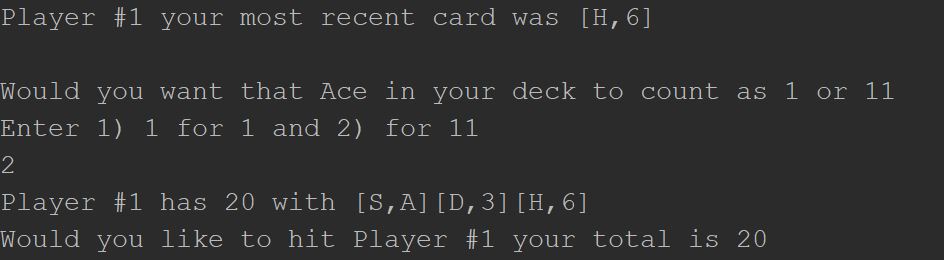 Player #1 your most recent card was [H,6]
Would you want that Ace in your deck to count as 1 or 11
Enter 1) 1 for 1 and 2) for 11
2
Player #1 has 20 with [S,A][D,3][H,6]
Would you like to hit Player #1 your total is 20